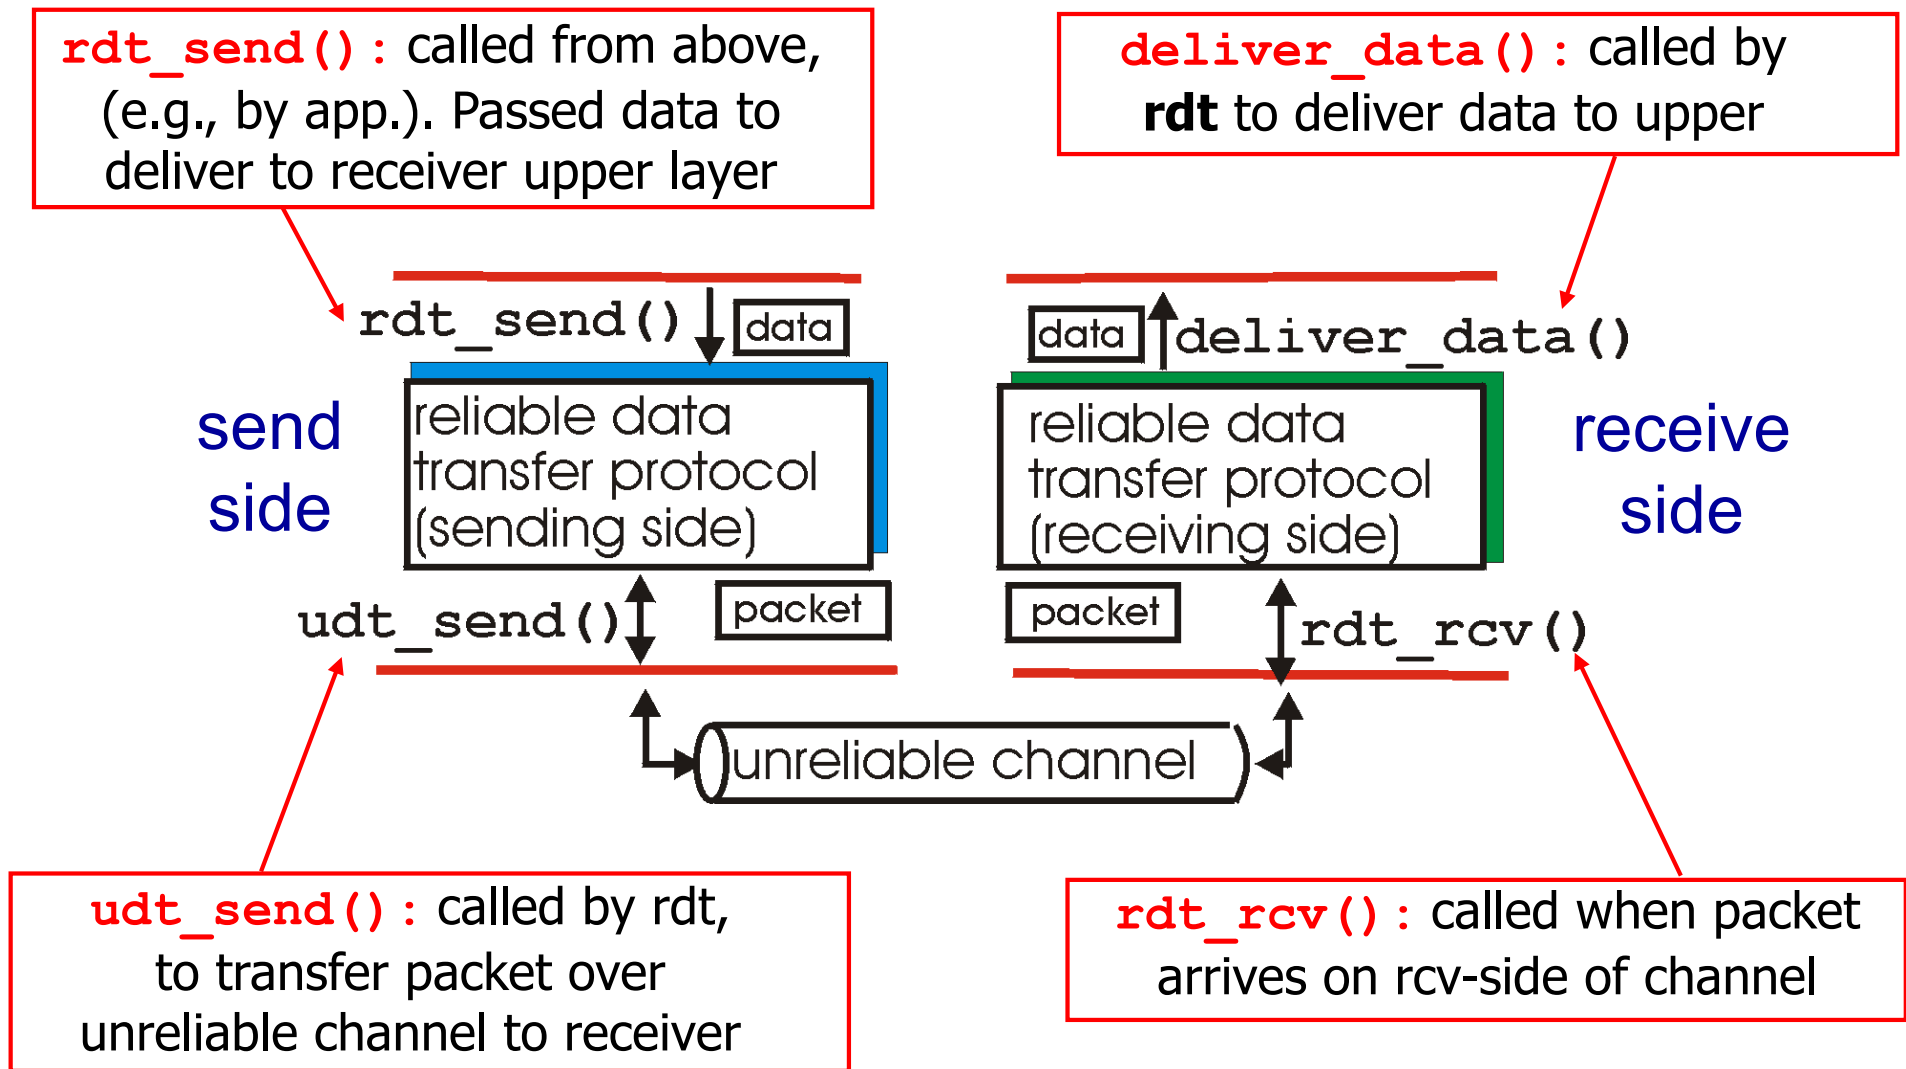 rdt_send(): called from above,
(e.g., by app.). Passed data to
deliver to receiver upper layer
deliver_data(): called by
rdt to deliver data to upper
rdt_send()
data
data
deliver_data()
send
side
reliable data
transfer protocol
(sending side)
reliable data
transfer protocol
(receiving side)
receive
side
udt_send()
packet
packet
rdt_rcv()
unreliable channel
udt_send(): called by rdt,
to transfer packet over
unreliable channel to receiver
rdt_rcv(): called when packet
arrives on rcv-side of channel